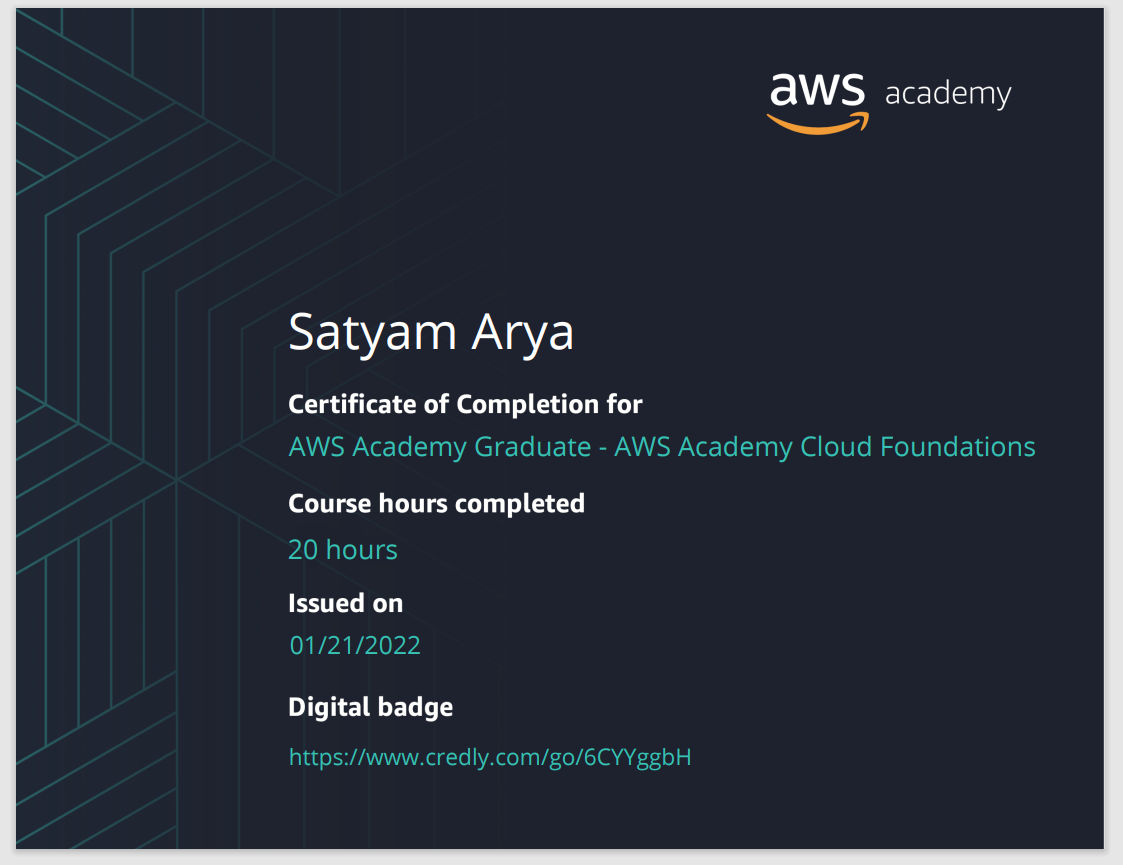 aws academy
Satyam Arya
Certificate of Completion for
AWS Academy Graduate - AWS Academy Cloud Foundations
Course hours completed
20 hours
Issued on
01/21/2022
Digital badge
https://www.credly.com/go/6CYYggbH